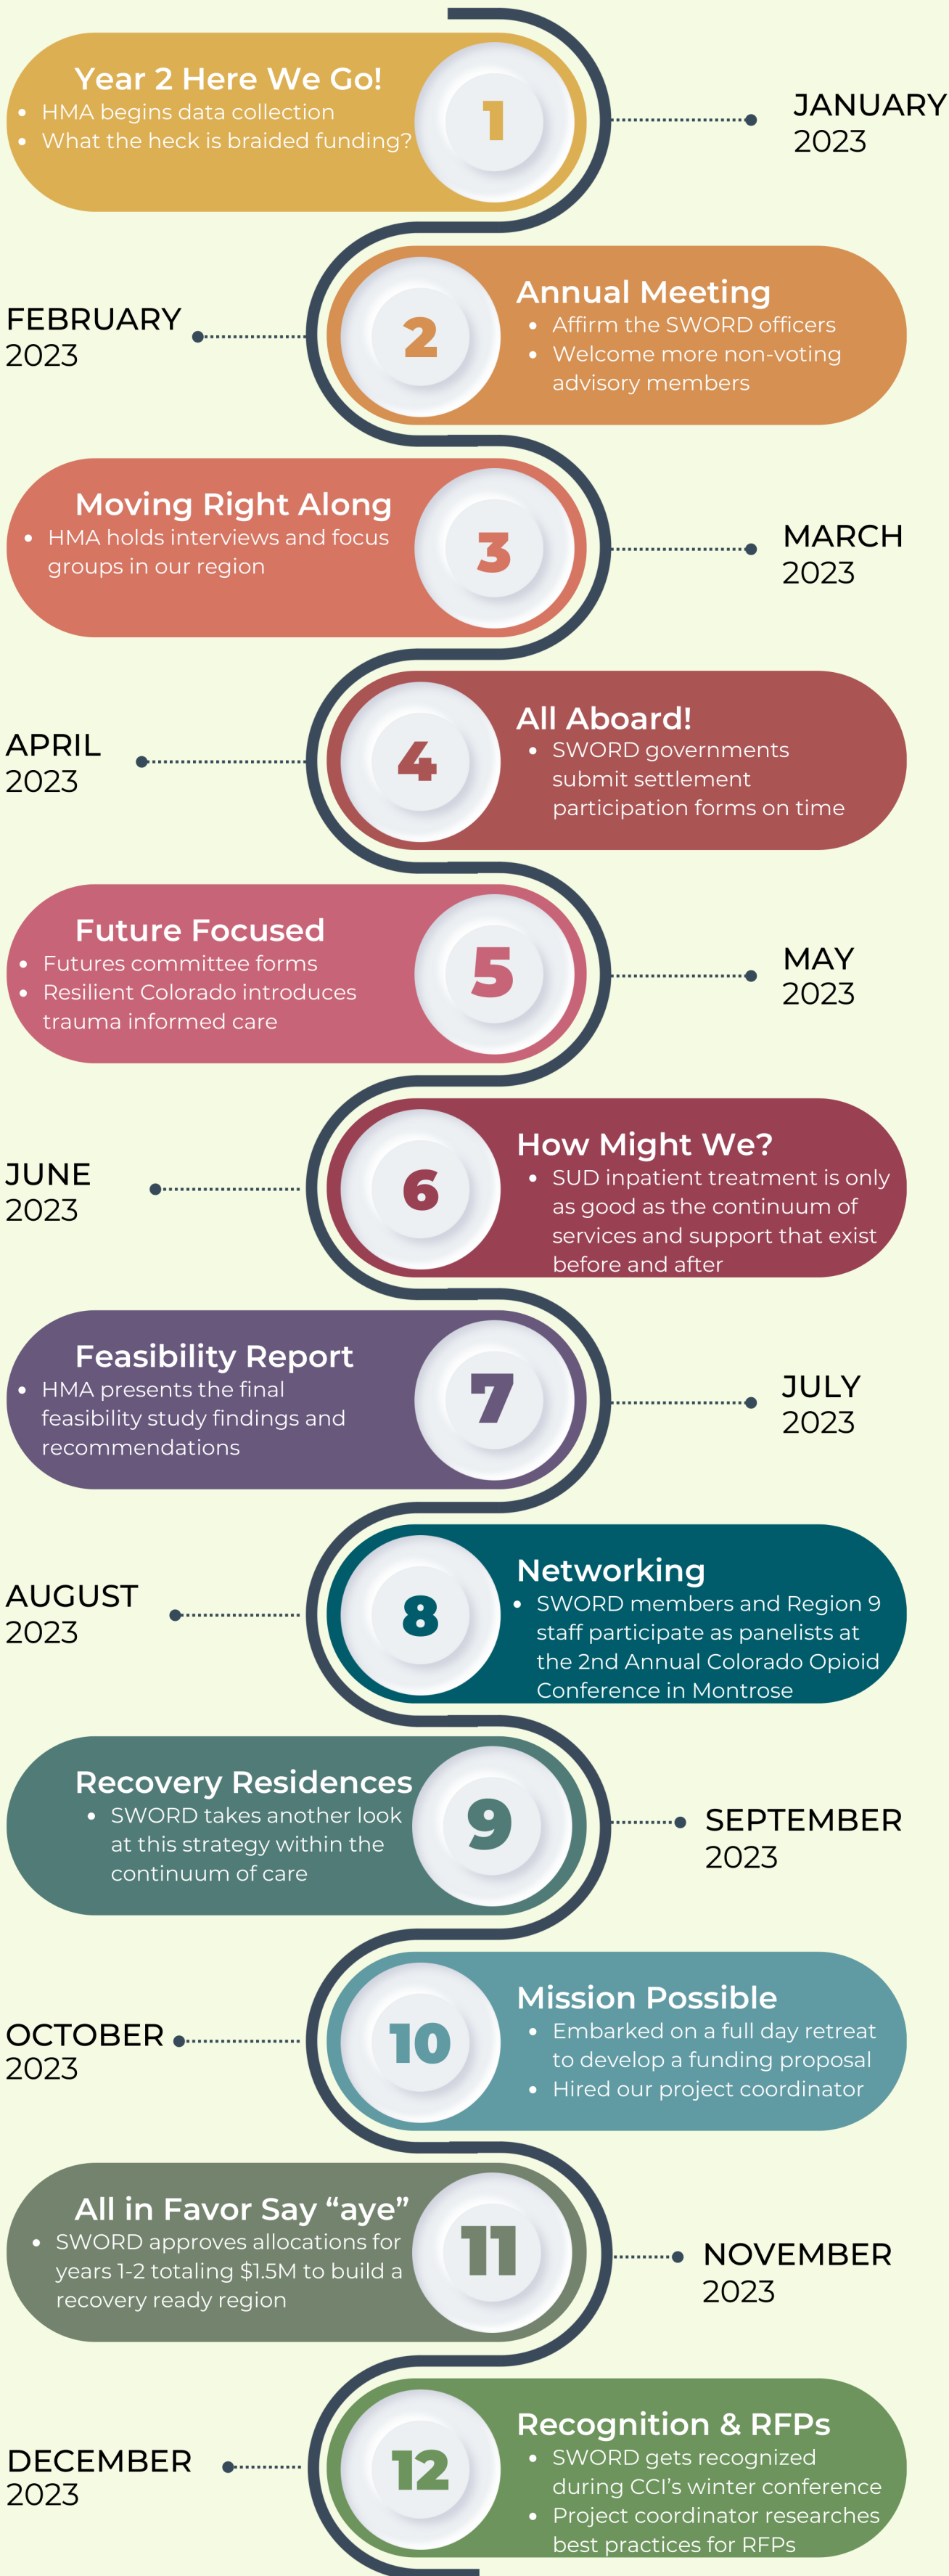 Year 2 Here We Go!
• HMA begins data collection
• What the heck is braided funding?
1
JANUARY
2023
FEBRUARY
2023
2
Annual Meeting
• Affirm the SWORD officers
• Welcome more non-voting
advisory members
Moving Right Along
• HMA holds interviews and focus
groups in our region
3
MARCH
2023
APRIL
2023
4
All Aboard!
• SWORD governments
submit settlement
participation forms on time
Future Focused
• Futures committee forms
• Resilient Colorado introduces
trauma informed care
5
MAY
2023
JUNE
2023
6
How Might We?
• SUD inpatient treatment is only
as good as the continuum of
services and support that exist
before and after
Feasibility Report
• HMA presents the final
feasibility study findings and
recommendations
7
JULY
2023
AUGUST
2023
8
Networking
• SWORD members and Region 9
staff participate as panelists at
the 2nd Annual Colorado Opioid
Conference in Montrose
Recovery Residences
• SWORD takes another look
at this strategy within the
continuum of care
9
SEPTEMBER
2023
OCTOBER
2023
10
Mission Possible
• Embarked on a full day retreat
to develop a funding proposal
• Hired our project coordinator
All in Favor Say “aye”
• SWORD approves allocations for
years 1-2 totaling $1.5M to build a
recovery ready region
11
NOVEMBER
2023
DECEMBER
2023
12
Recognition & RFPs
• SWORD gets recognized
during CCI’s winter conference
• Project coordinator researches
best practices for RFPs